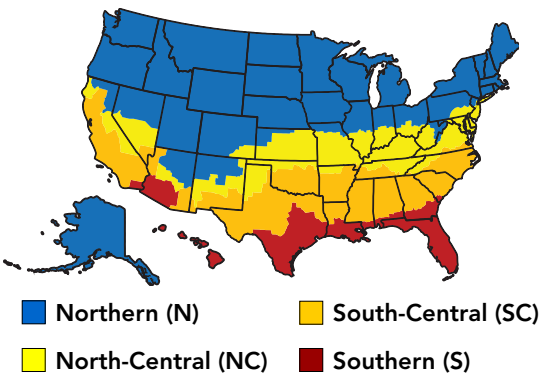 Northern (N)
South-Central (SC)
North-Central (NC)
Southern (S)